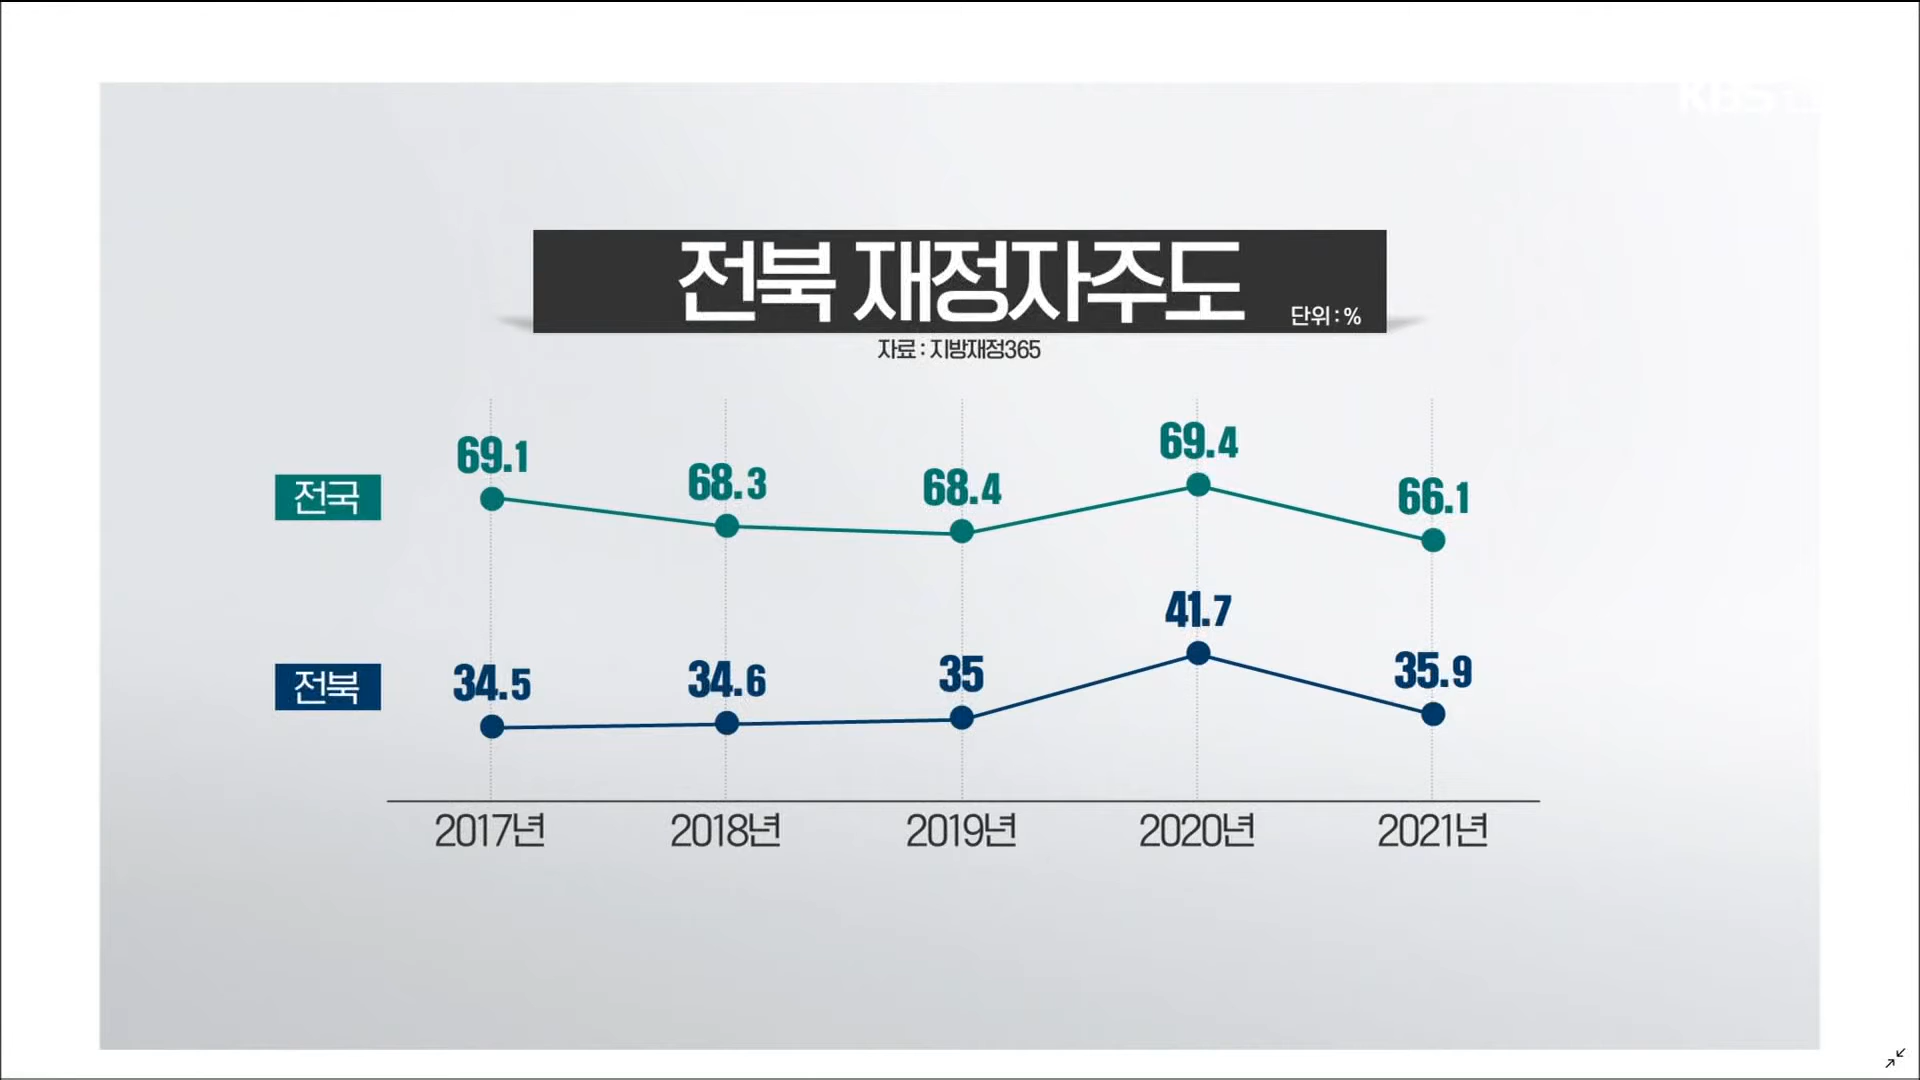 전북 재정자주도
단위 : %
자료 : 지방재정365
전국
69.1
68.3
68.4
69.4
66.1
전북
34.5
34.6
35
41.7
35.9
2017년
2018년
2019년
2020년
2021년